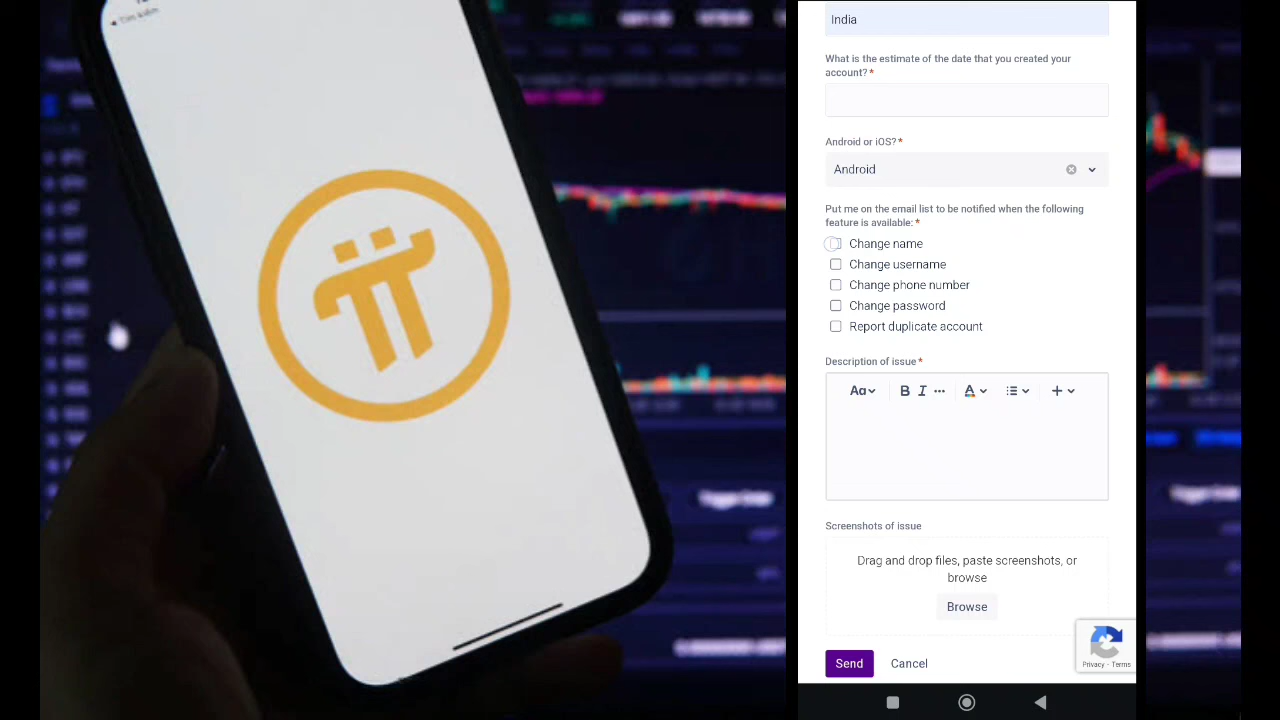 India
What is the estimate of the date that you created your
account? *
Android or iOS? *
Android
Put me on the email list to be notified when the following
feature is available: *
Change name
Change username
Change phone number
Change password
Report duplicate account
Description of issue *
Aa
B I ...
A
Screenshots of issue
Drag and drop files, paste screenshots, or
browse
Browse
Send Cancel
Privacy - Terms